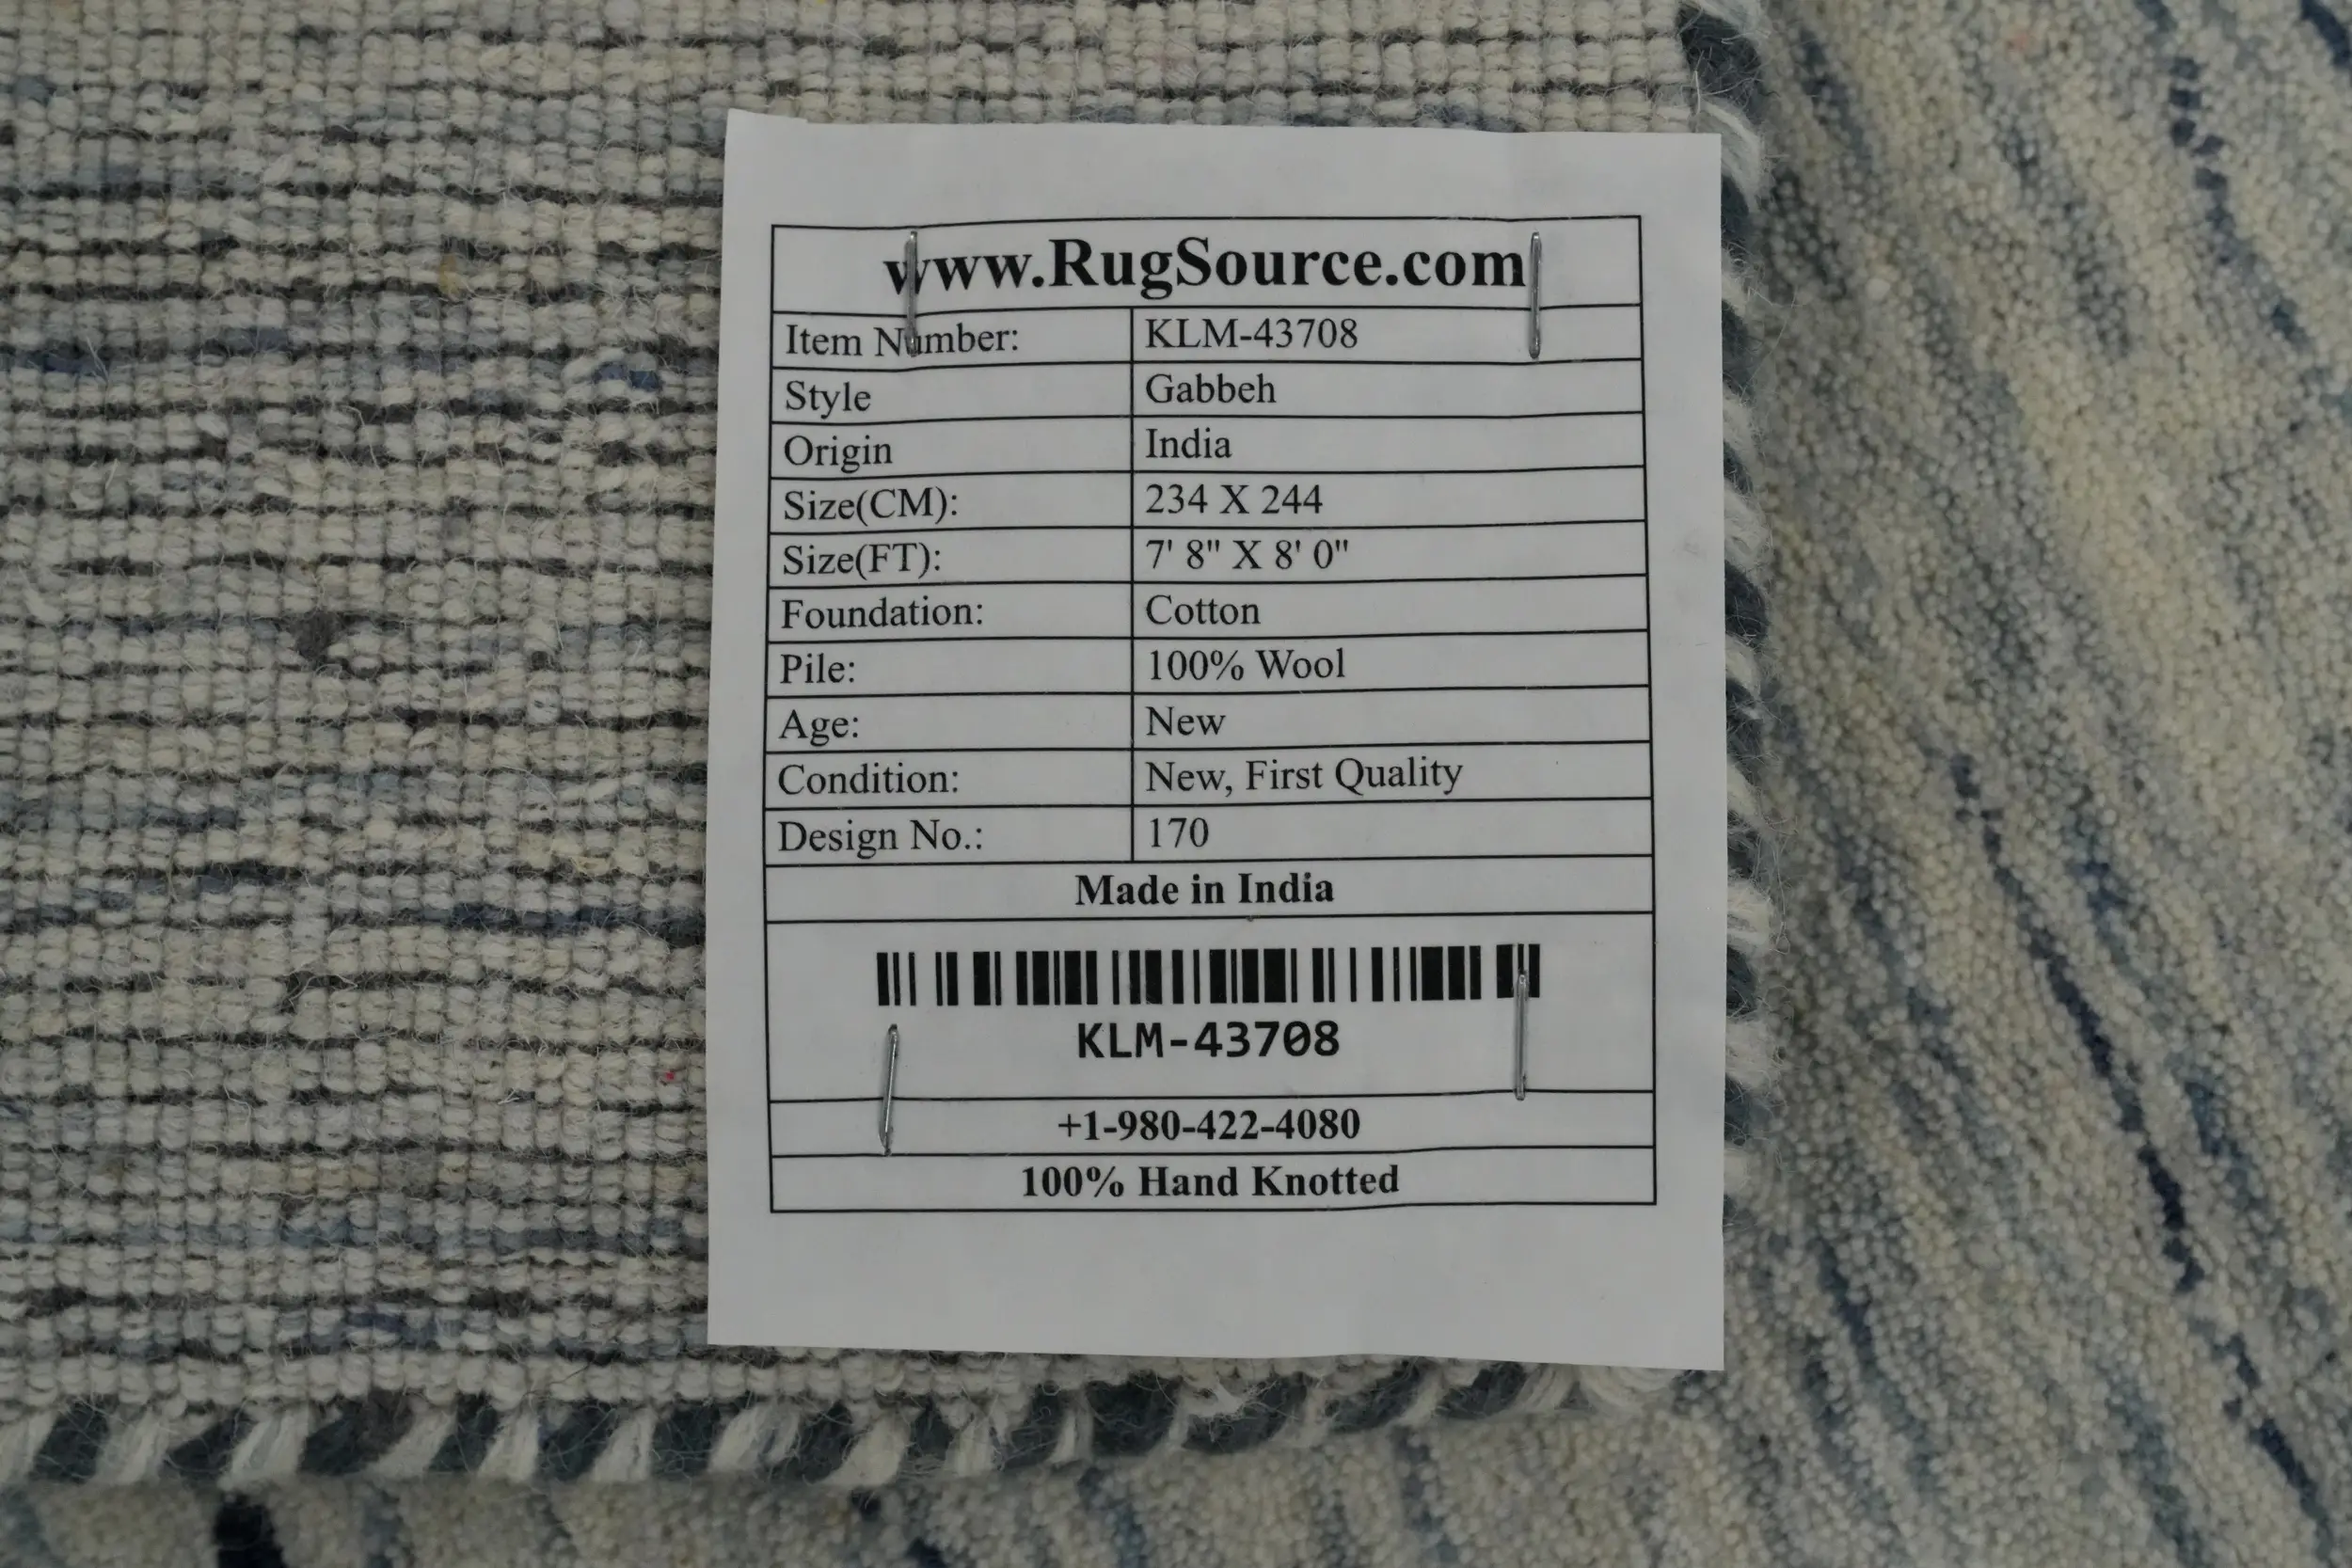 www.RugSource.com
Item Number: KLM-43708
Style Gabbeh
Origin India
Size(CM): 234 X 244
Size(FT): 7' 8" X 8' 0"
Foundation: Cotton
Pile: 100% Wool
Age: New
Condition: New, First Quality
Design No.: 170
Made in India
KLM-43708
+1-980-422-4080
100% Hand Knotted